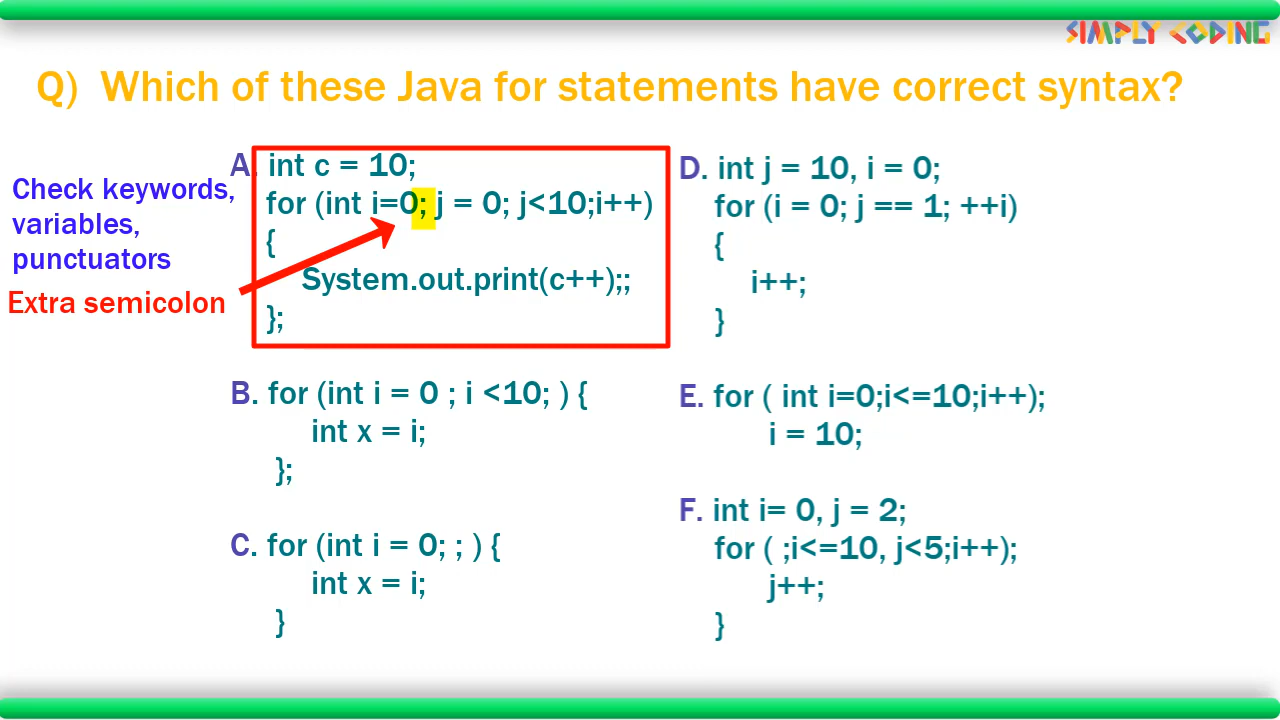 SIMPLY CODING
Q) Which of these Java for statements have correct syntax?
Check keywords,
variables,
punctuators
Extra semicolon
A. int c = 10;
for (int i=0; j = 0; j<10;i++)
{
System.out.print(c++);;
};
B. for (int i = 0 ; i <10; ) {
int x = i;
};
C. for (int i = 0; ; ) {
int x = i;
}
D. int j = 10, i = 0;
for (i = 0; j == 1; ++i)
{
i++;
}
E. for ( int i=0;i<=10;i++);
i = 10;
F. int i= 0, j = 2;
for ( ;i<=10, j<5;i++);
j++;
}